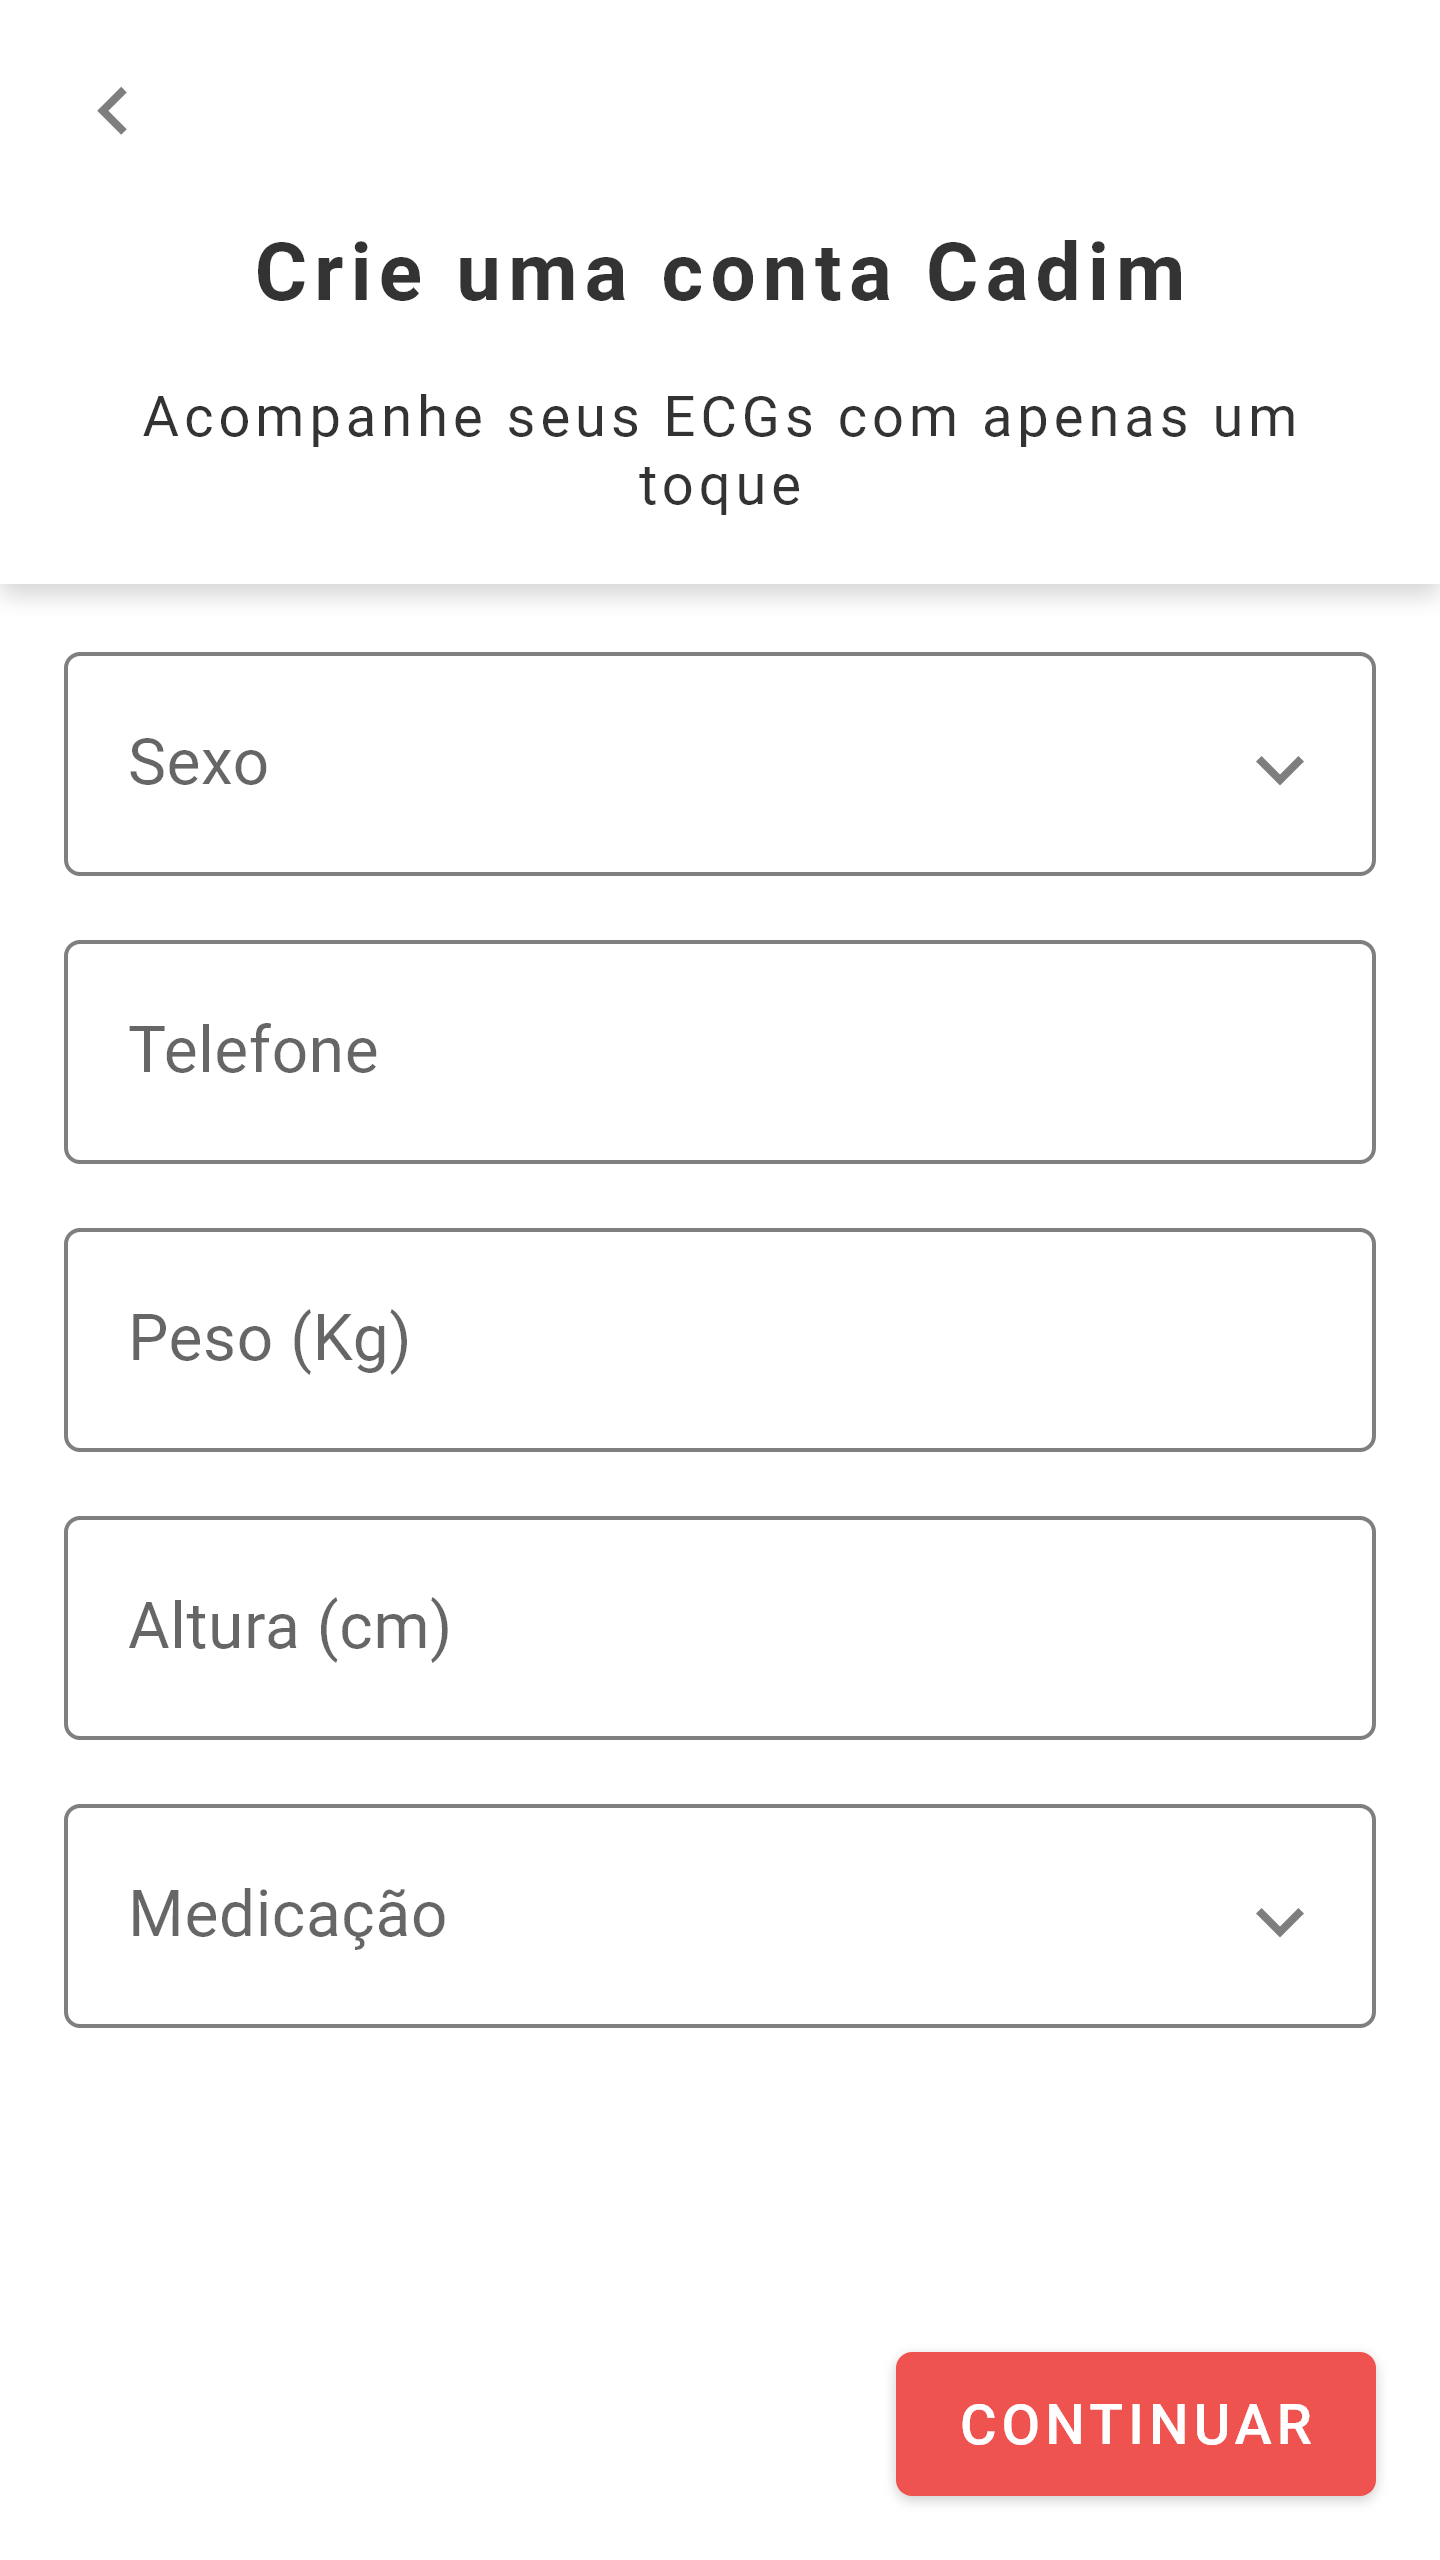 Crie uma conta Cadim
Acompanhe seus ECGs com apenas um
toque
Sexo
Telefone
Peso (Kg)
Altura (cm)
Medicação
CONTINUAR